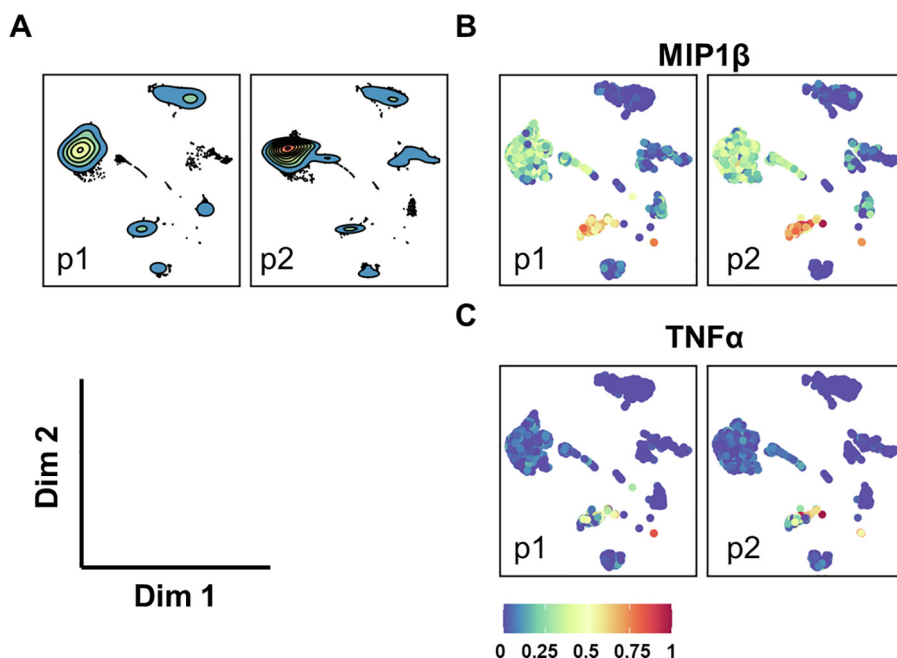 A
p1
p2
B
MIP1β
p1
p2
C
TNFα
p1
p2
Dim 2
Dim 1
0 0.25 0.5 0.75 1